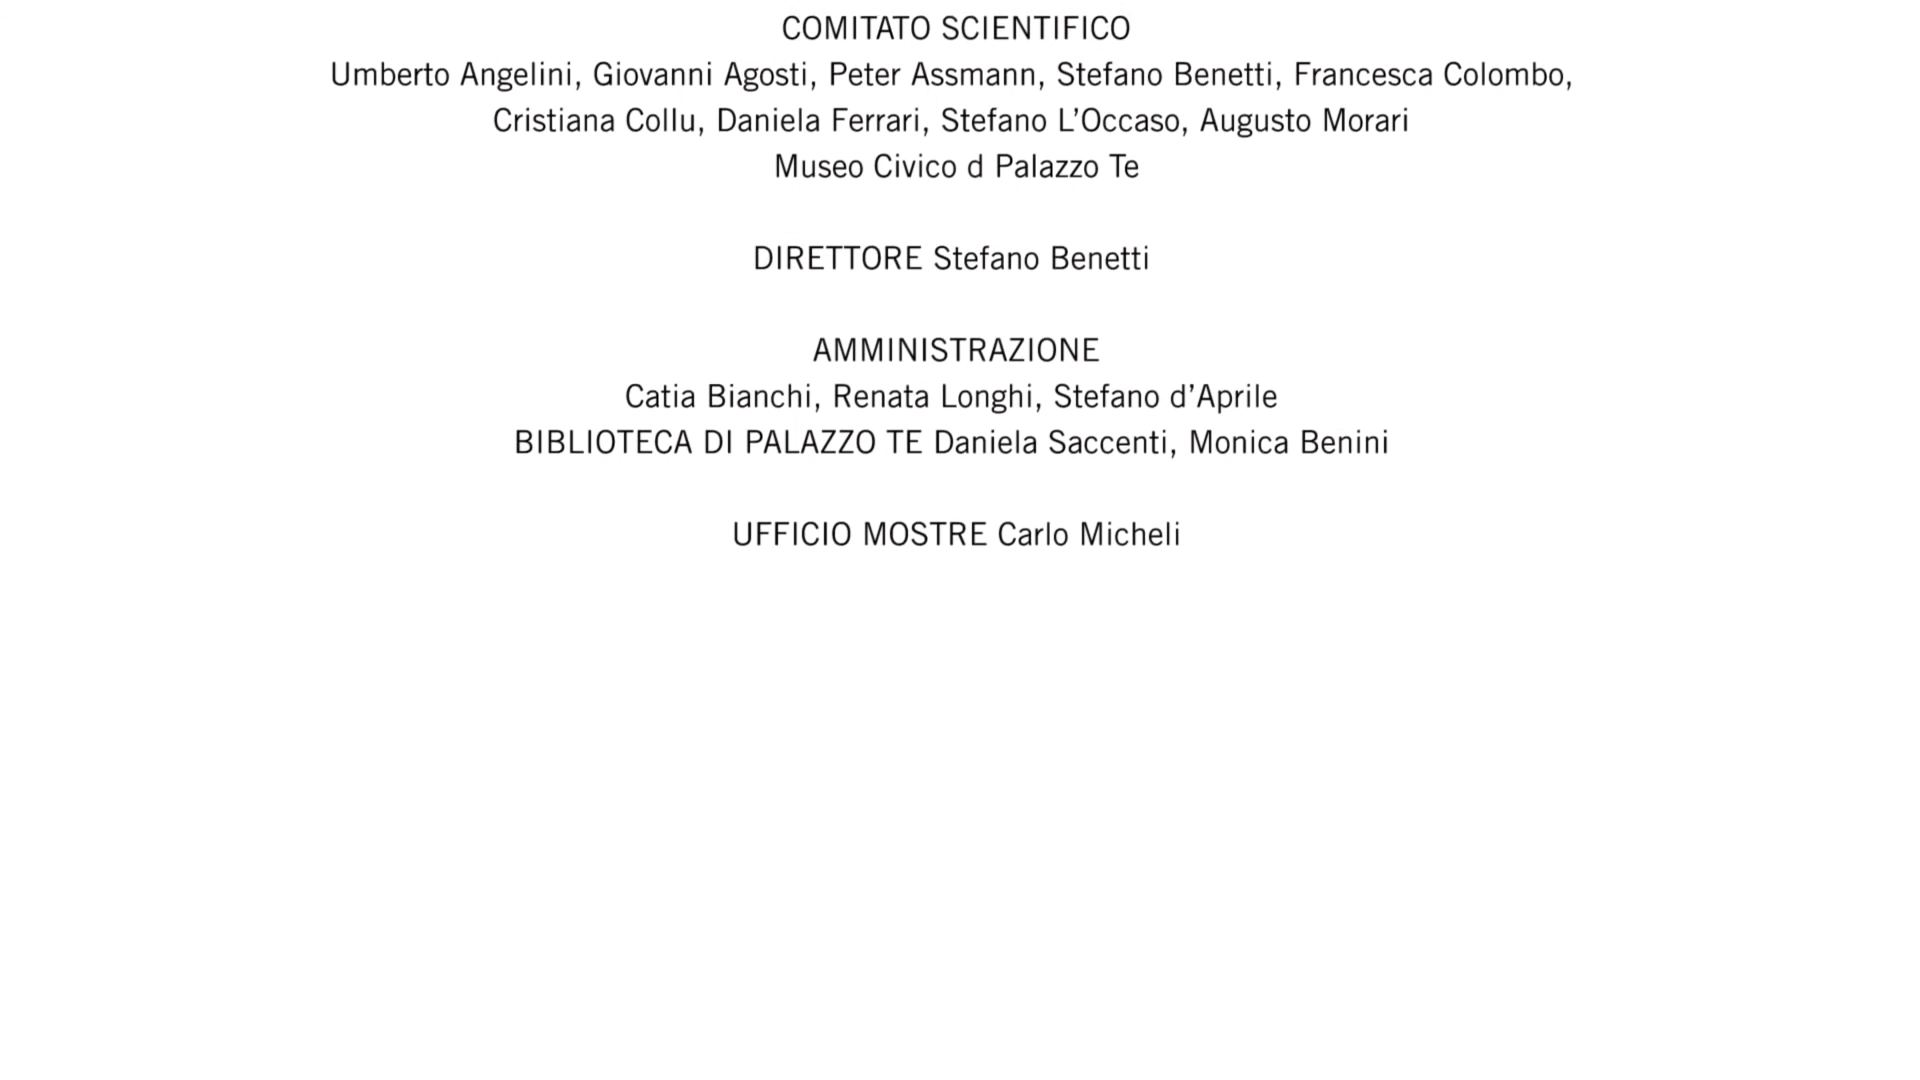 COMITATO SCIENTIFICO
Umberto Angelini, Giovanni Agosti, Peter Assmann, Stefano Benetti, Francesca Colombo,
Cristiana Collu, Daniela Ferrari, Stefano L’Occaso, Augusto Morari
Museo Civico d Palazzo Te
DIRETTORE Stefano Benetti
AMMINISTRAZIONE
Catia Bianchi, Renata Longhi, Stefano d’Aprile
BIBLIOTECA DI PALAZZO TE Daniela Saccenti, Monica Benini
UFFICIO MOSTRE Carlo Micheli